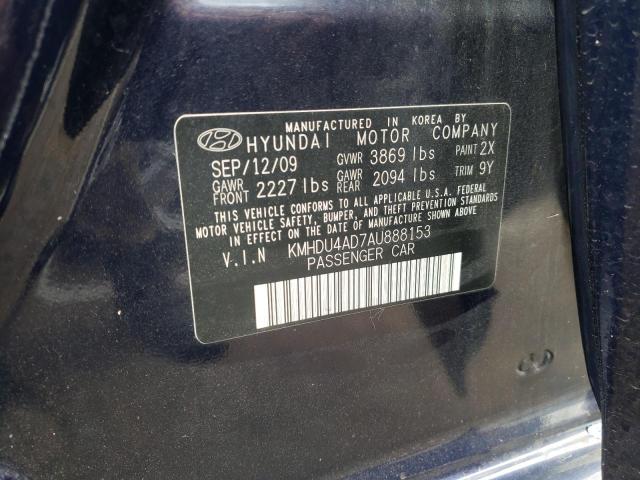 MANUFACTURED IN KOREA BY
HYUNDAI MOTOR COMPANY
SEP/12/09 GVWR 3869 lbs PAINT 2X
GAWR FRONT 2227 lbs GAWR REAR 2094 lbs TRIM 9Y
THIS VEHICLE CONFORMS TO ALL APPLICABLE U.S.A. FEDERAL
MOTOR VEHICLE SAFETY, BUMPER, AND THEFT PREVENTION STANDARDS
IN EFFECT ON THE DATE OF MANUFACTURE SHOWN ABOVE.
V.I.N KMHDU4AD7AU888153
PASSENGER CAR